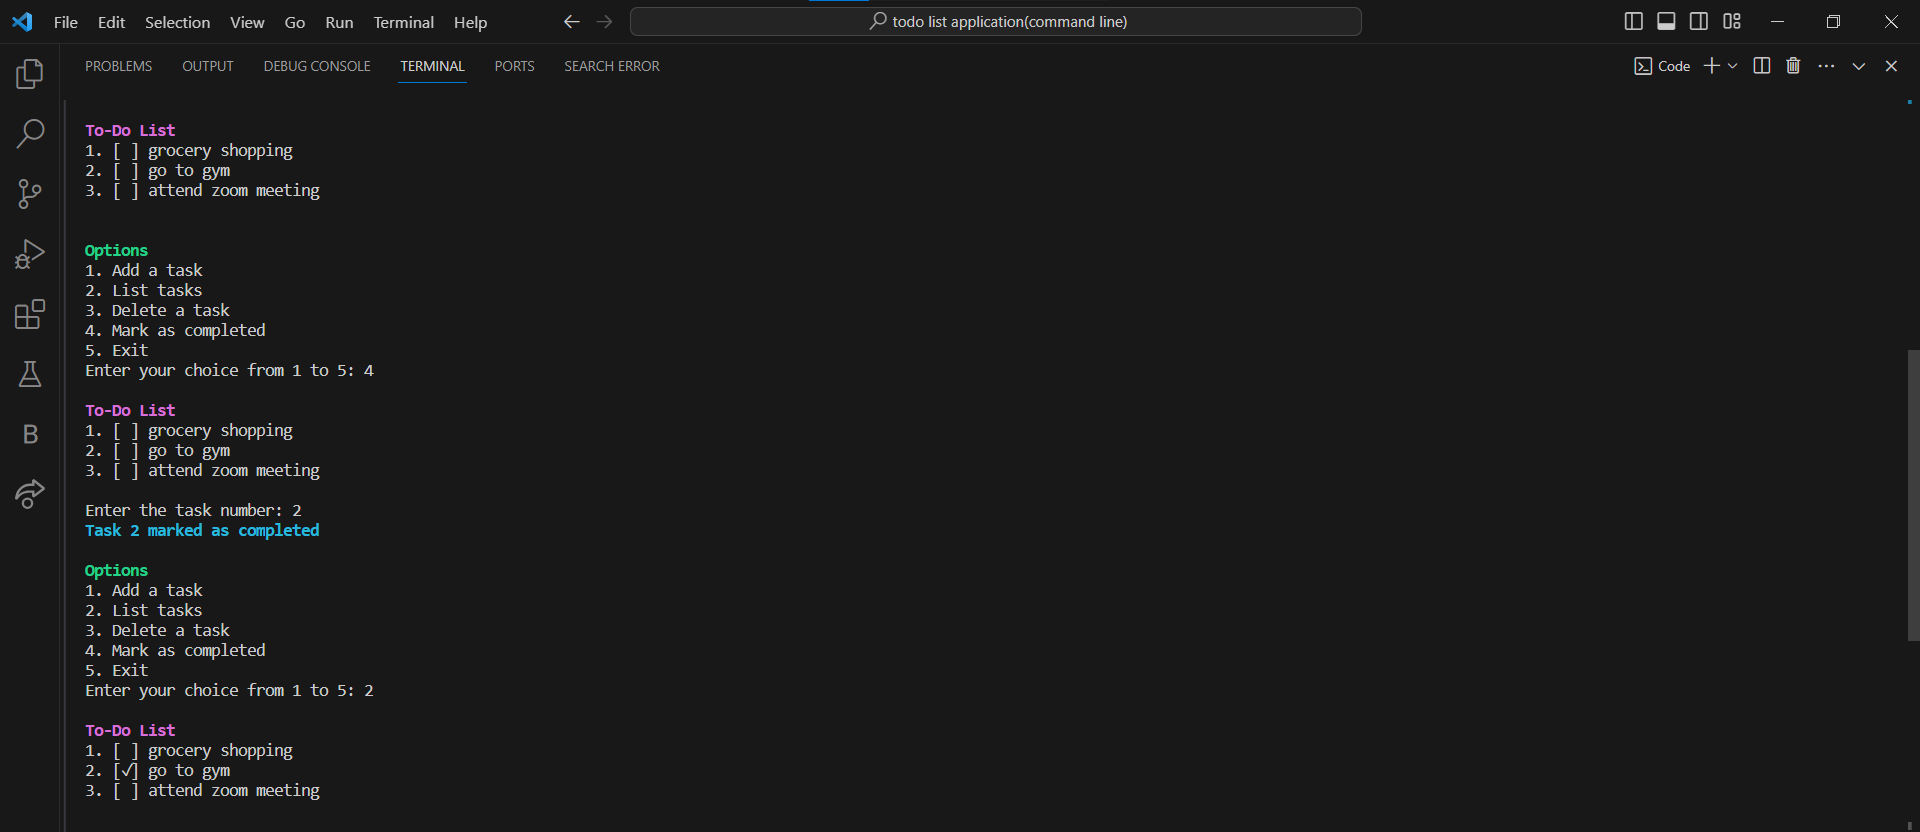 File Edit Selection View Go Run Terminal Help
todo list application(command line)
PROBLEMS OUTPUT DEBUG CONSOLE TERMINAL PORTS SEARCH ERROR
Code
To-Do List
1. [ ] grocery shopping
2. [ ] go to gym
3. [ ] attend zoom meeting
Options
1. Add a task
2. List tasks
3. Delete a task
4. Mark as completed
5. Exit
Enter your choice from 1 to 5: 4
To-Do List
1. [ ] grocery shopping
2. [ ] go to gym
3. [ ] attend zoom meeting
Enter the task number: 2
Task 2 marked as completed
Options
1. Add a task
2. List tasks
3. Delete a task
4. Mark as completed
5. Exit
Enter your choice from 1 to 5: 2
To-Do List
1. [ ] grocery shopping
2. [✓] go to gym
3. [ ] attend zoom meeting
B